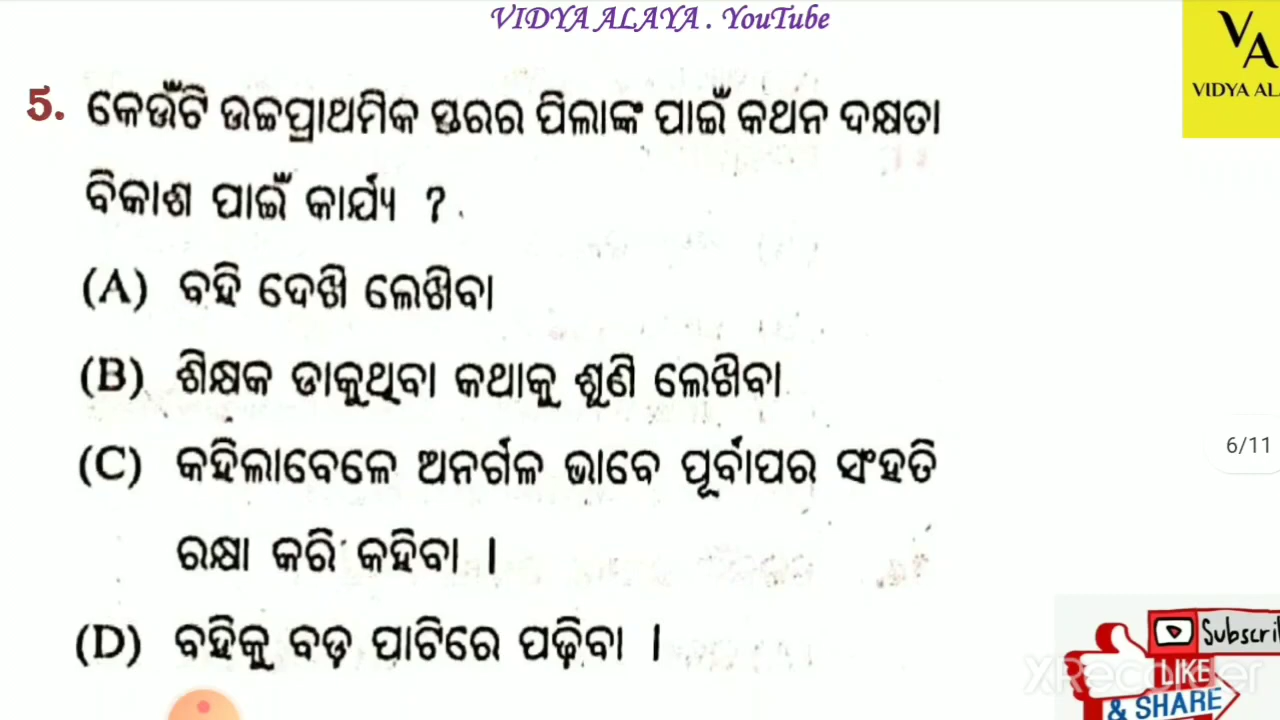 VIDYA ALAYA . YouTube
VA
VIDYA AL
5. କେଉଁଟି ଉଚ୍ଚପ୍ରାଥମିକ ସ୍ତରର ପିଲାଙ୍କ ପାଇଁ କଥନ ଦକ୍ଷତା
ବିକାଶ ପାଇଁ କାର୍ଯ୍ୟ ?
(A) ବହି ଦେଖି ଲେଖିବା
(B) ଶିକ୍ଷକ ଡାକୁଥିବା କଥାକୁ ଶୁଣି ଲେଖିବା
(C) କହିଲାବେଳେ ଅନର୍ଗଳ ଭାବେ ପୂର୍ବାପର ସଂହତି
ରକ୍ଷା କରି କହିବା ।
(D) ବହିକୁ ବଡ଼ ପାଟିରେ ପଢ଼ିବା ।
6/11
Subscri
LIKE
& SHARE
XRecorder